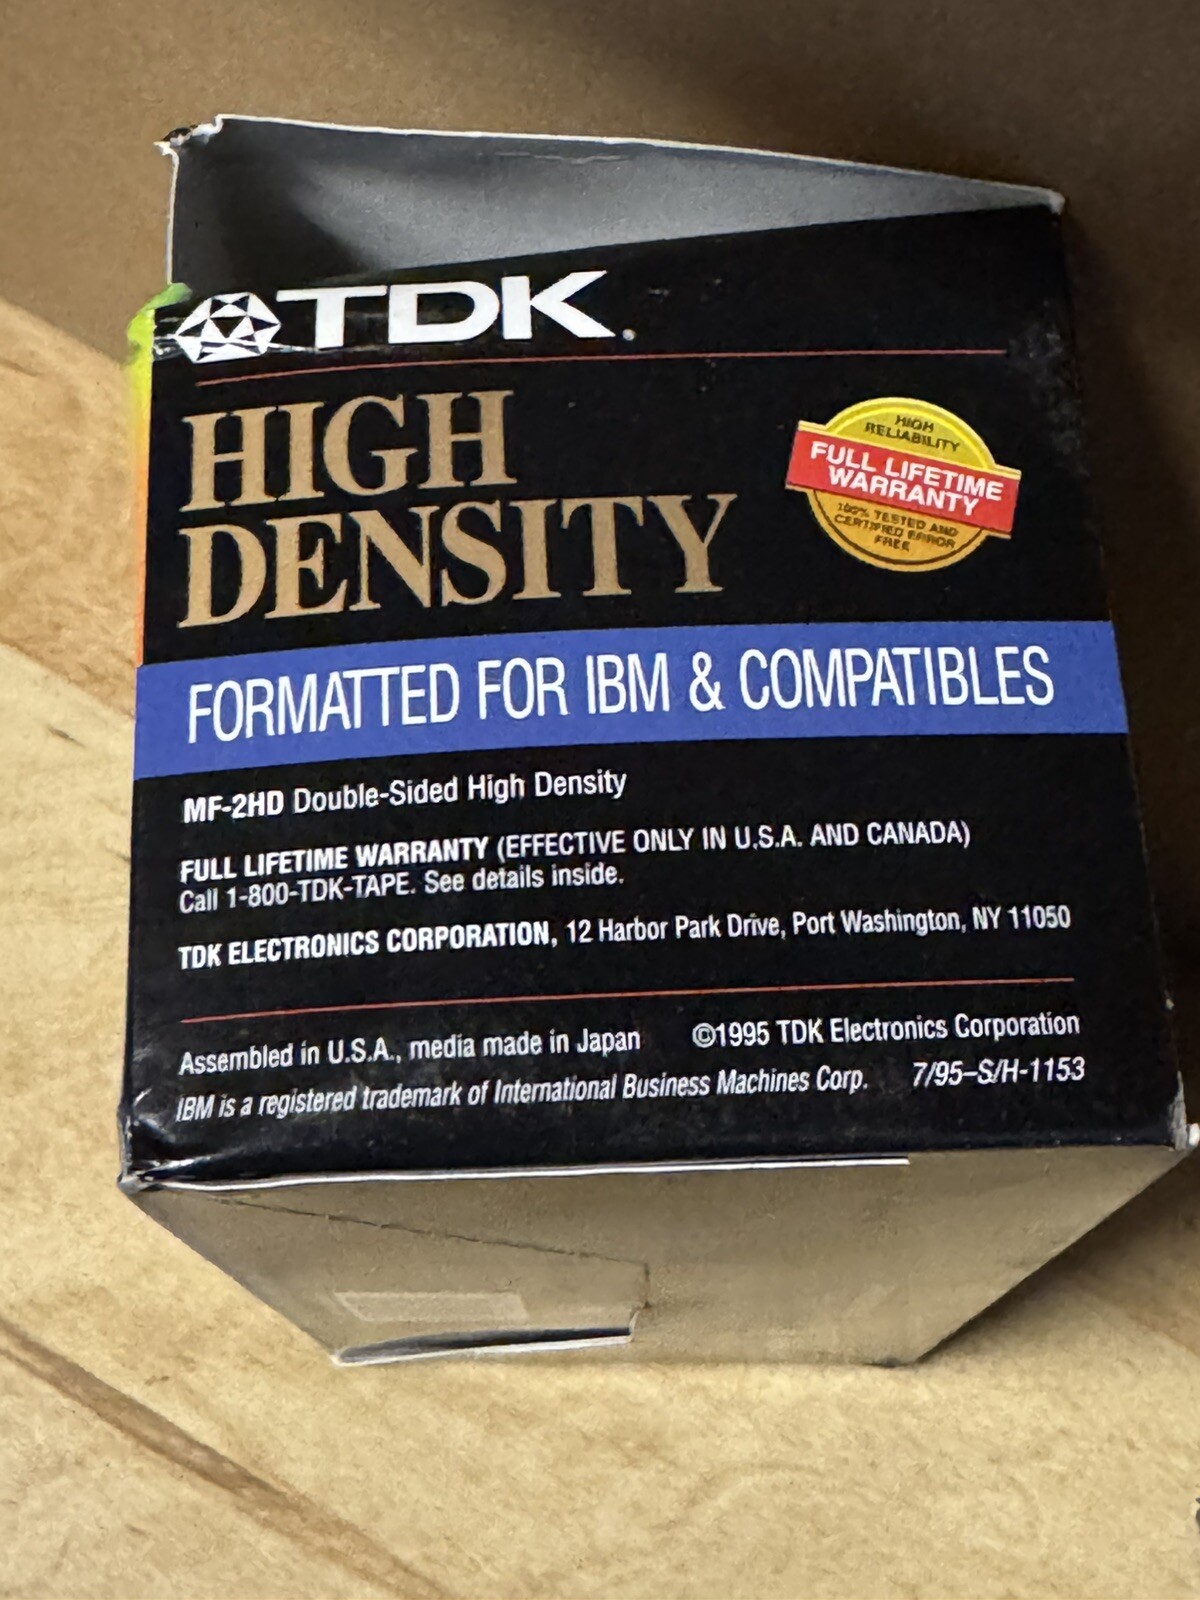 TDK
HIGH
DENSITY
HIGH
RELIABILITY
FULL LIFETIME
WARRANTY
100% TESTED AND
CERTIFIED ERROR
FREE
FORMATTED FOR IBM & COMPATIBLES
MF-2HD Double-Sided High Density
FULL LIFETIME WARRANTY (EFFECTIVE ONLY IN U.S.A. AND CANADA)
Call 1-800-TDK-TAPE. See details inside.
TDK ELECTRONICS CORPORATION, 12 Harbor Park Drive, Port Washington, NY 11050
Assembled in U.S.A., media made in Japan ©1995 TDK Electronics Corporation
IBM is a registered trademark of International Business Machines Corp. 7/95–S/H-1153